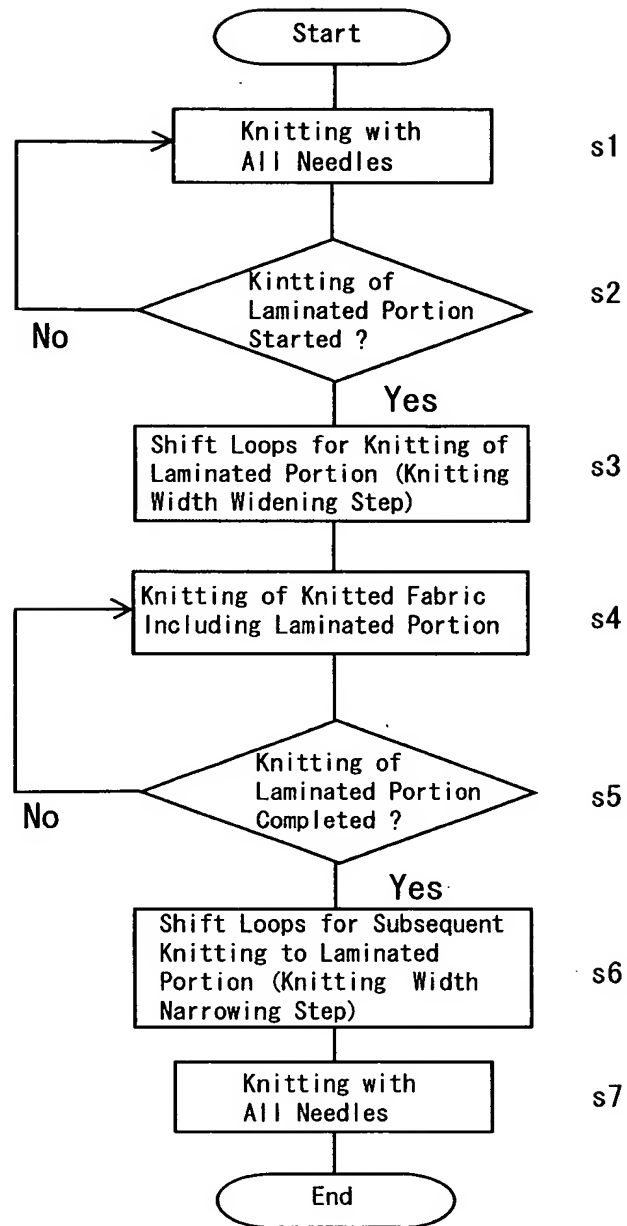 Start
Knitting with
All Needles
s1
Kintting of
Laminated Portion
Started ?
s2
No
Yes
Shift Loops for Knitting of
Laminated Portion (Knitting
Width Widening Step)
s3
Knitting of Knitted Fabric
Including Laminated Portion
s4
Knitting of
Laminated Portion
Completed ?
s5
No
Yes
Shift Loops for Subsequent
Knitting to Laminated
Portion (Knitting Width
Narrowing Step)
s6
Knitting with
All Needles
s7
End